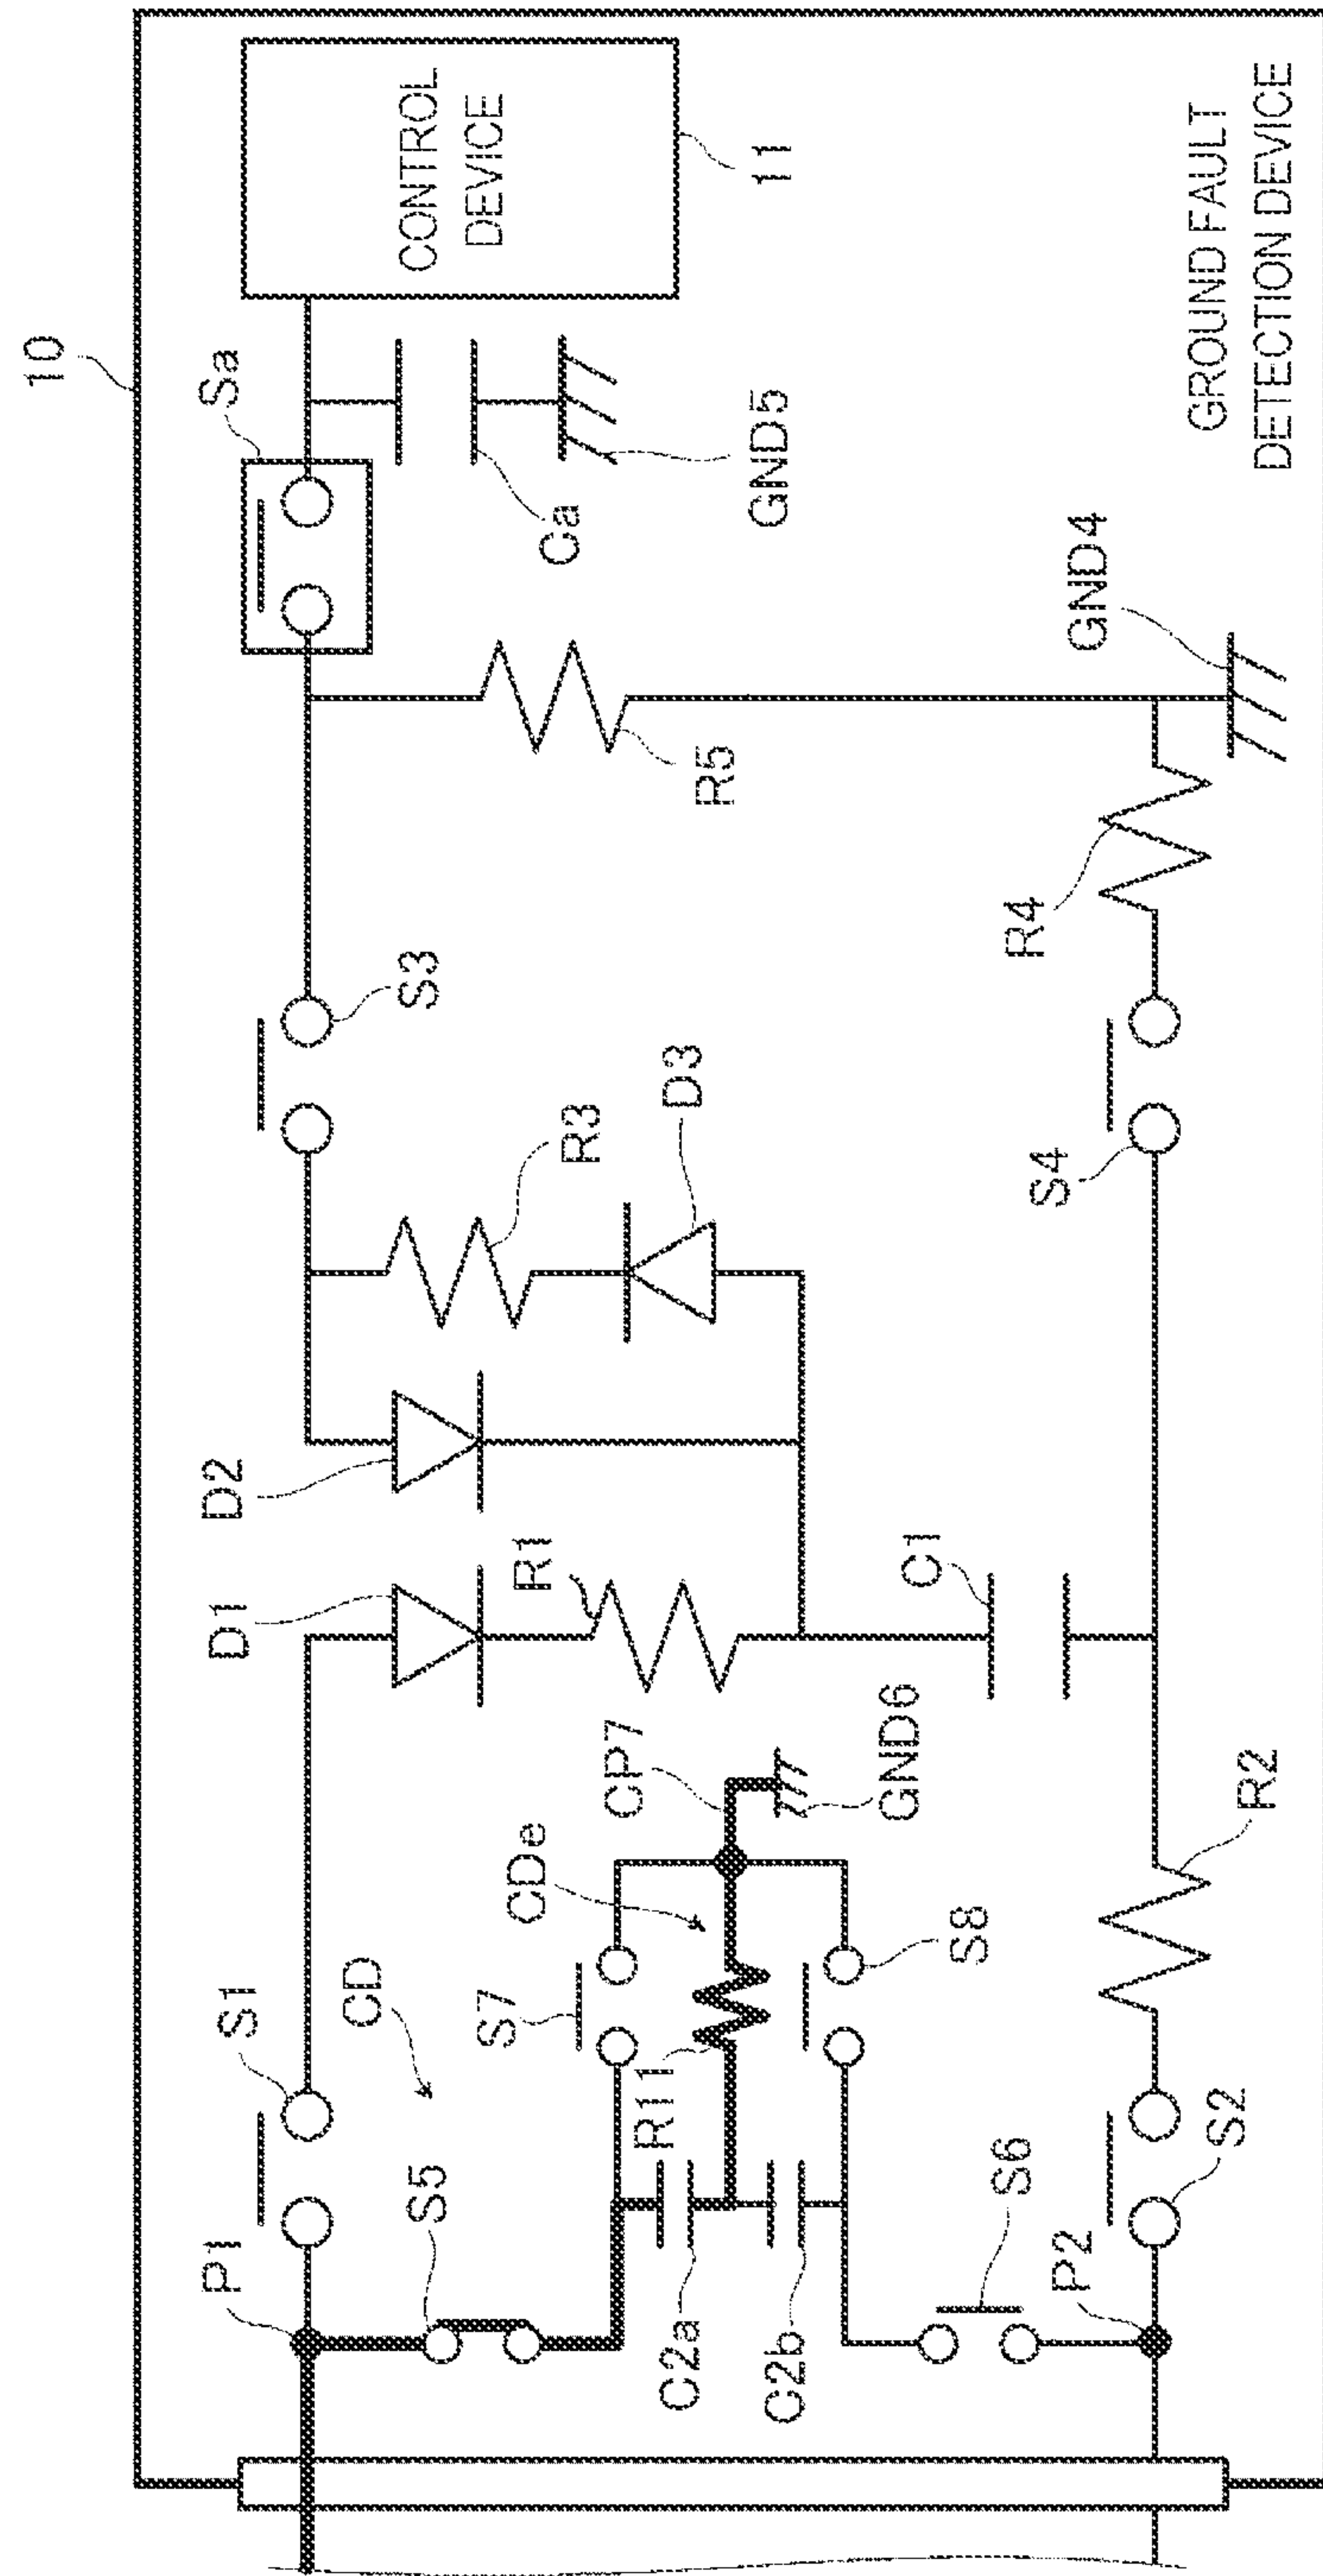 10
P1
S1
D1
D2
S3
Sa
CONTROL
DEVICE
11
CD
S5
S7
CDe
CP7
R1
R3
D3
Ca
GND5
R11
C2a
C2b
GND6
C1
S8
S6
R5
P2
S2
R2
S4
R4
GND4
GROUND FAULT
DETECTION DEVICE